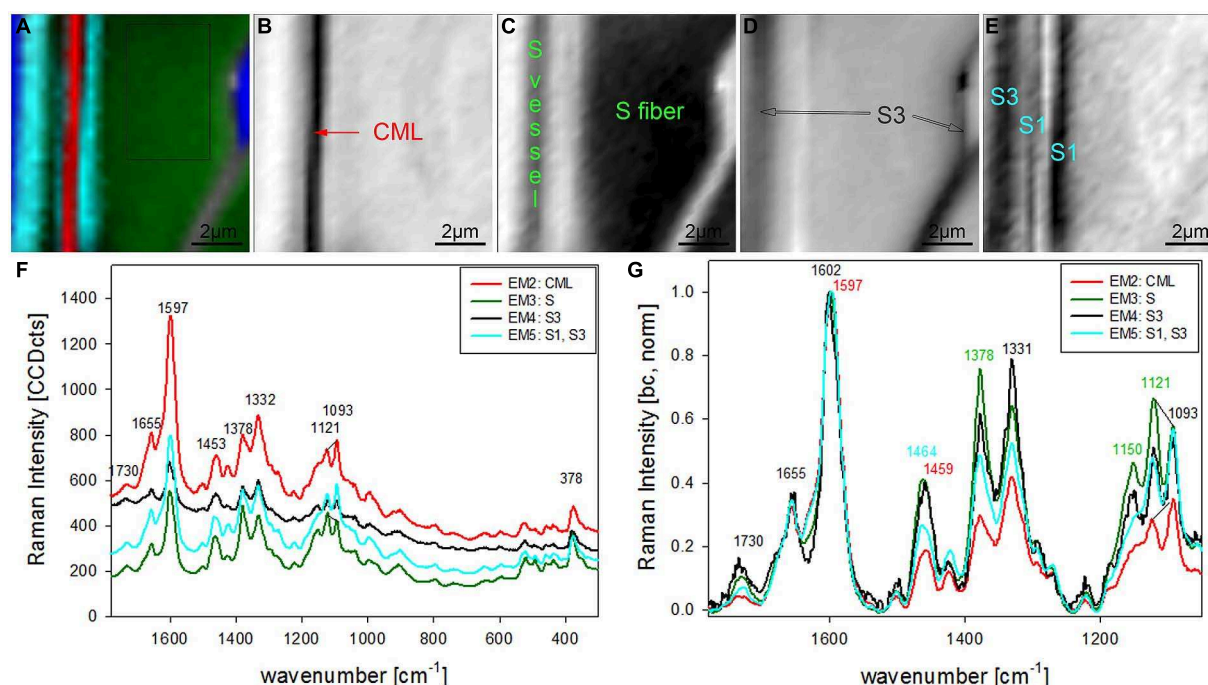 A
B
C
D
E
CML
S vessel
S fiber
S3
S3
S1
S1
2µm
2µm
2µm
2µm
2µm
F
G
Raman Intensity [CCDcts]
1400
1200
1000
800
600
400
200
0
1597
1655
1730
1453
1378
1332
1121
1093
378
EM2: CML
EM3: S
EM4: S3
EM5: S1, S3
1600
1400
1200
1000
800
600
400
wavenumber [cm-1]
Raman Intensity [bc, norm]
1.0
0.8
0.6
0.4
0.2
0.0
1602
1597
1655
1730
1464
1459
1378
1331
1150
1121
1093
EM2: CML
EM3: S
EM4: S3
EM5: S1, S3
1600
1400
1200
wavenumber [cm-1]